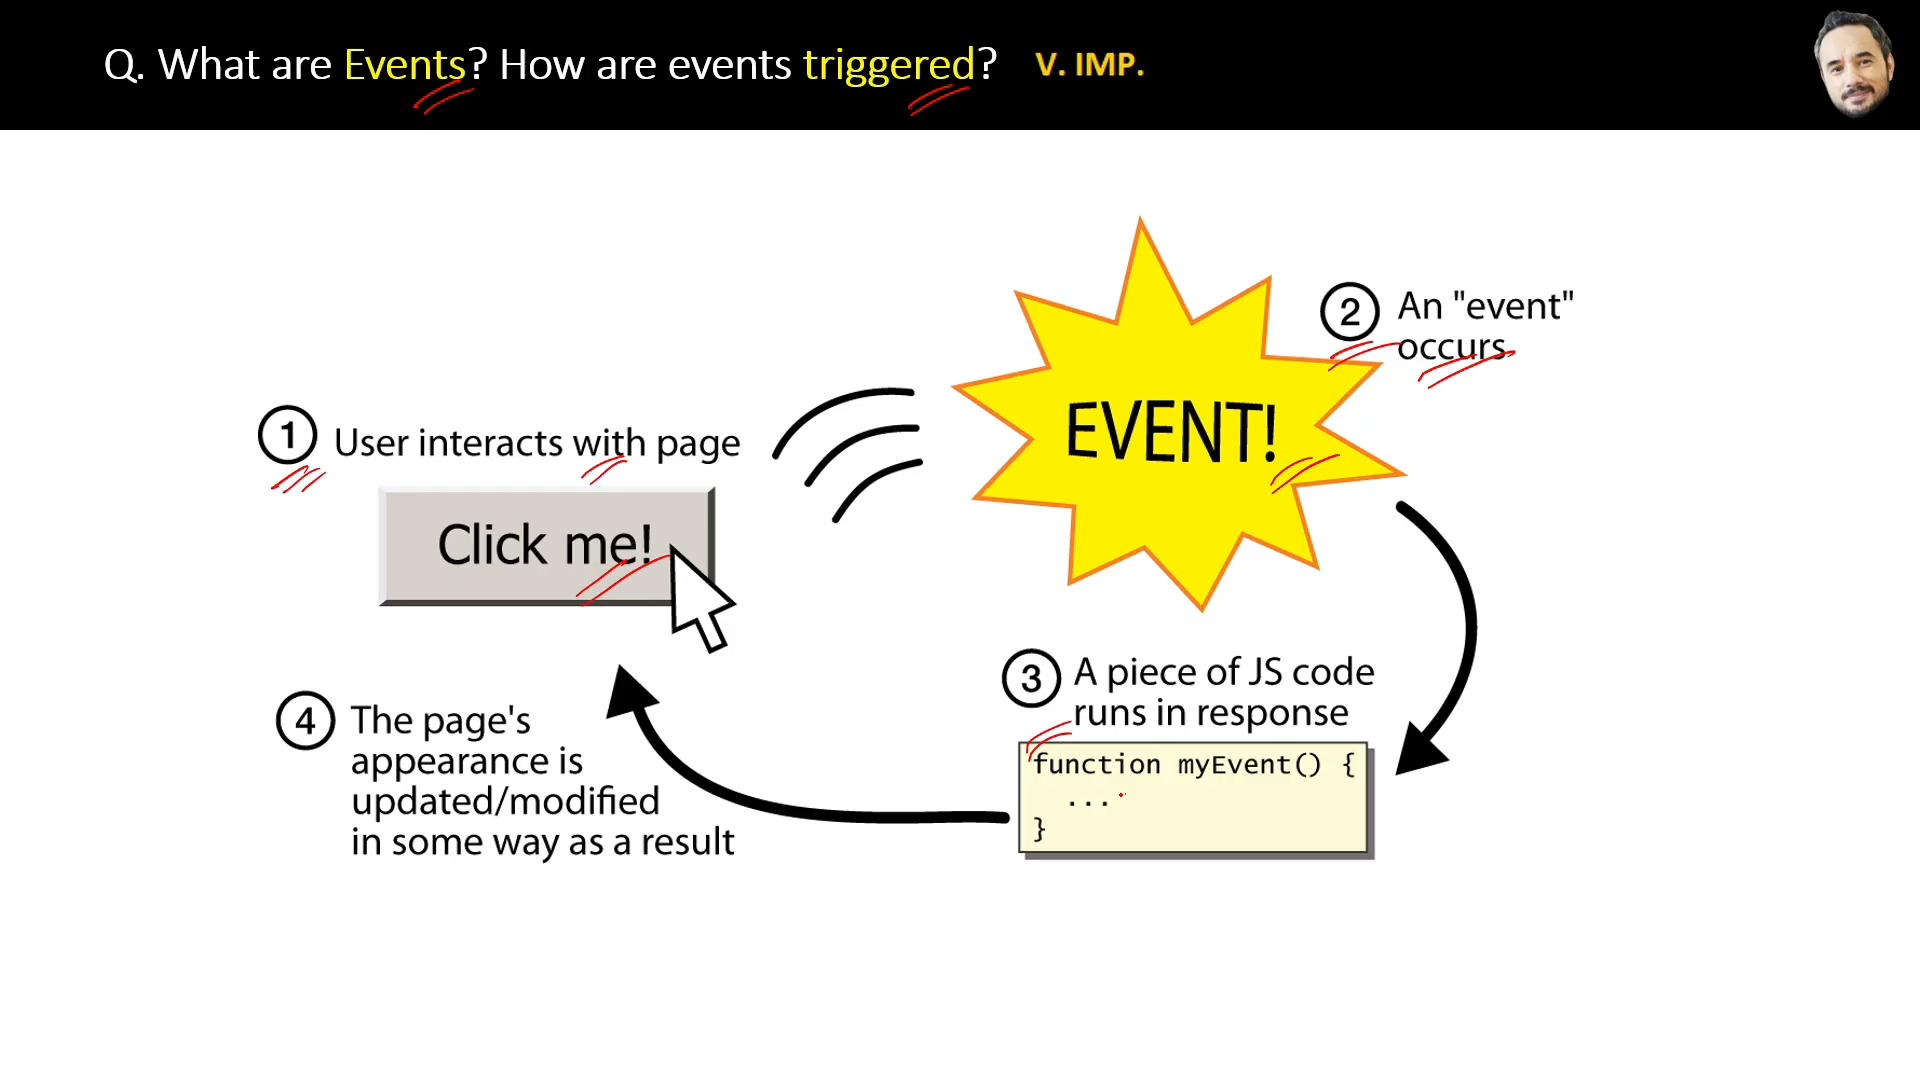 Q. What are Events? How are events triggered? V. IMP.
1 User interacts with page
Click me!
EVENT!
2 An "event"
occurs
3 A piece of JS code
runs in response
function myEvent() {
...
}
4 The page's
appearance is
updated/modified
in some way as a result